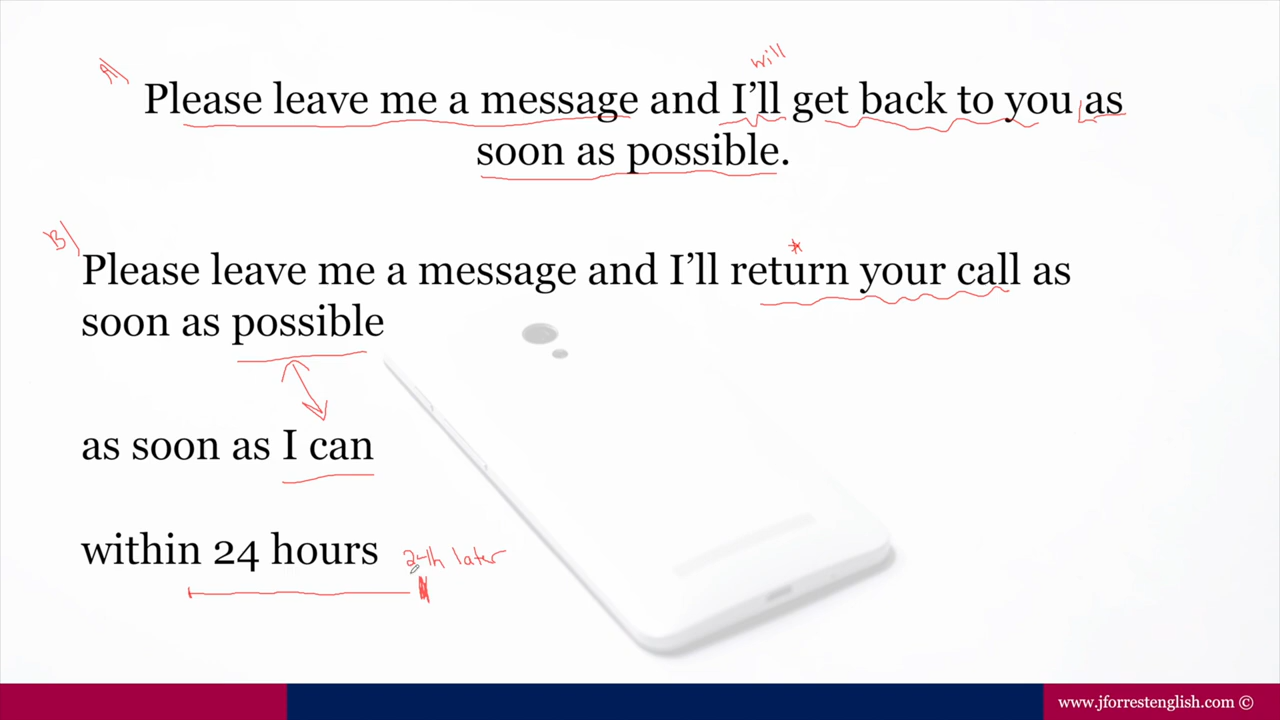 will
A)
Please leave me a message and I'll get back to you as
soon as possible.
B)
Please leave me a message and I'll return your call as
soon as possible
as soon as I can
within 24 hours
24h later
www.jforrestenglish.com ©